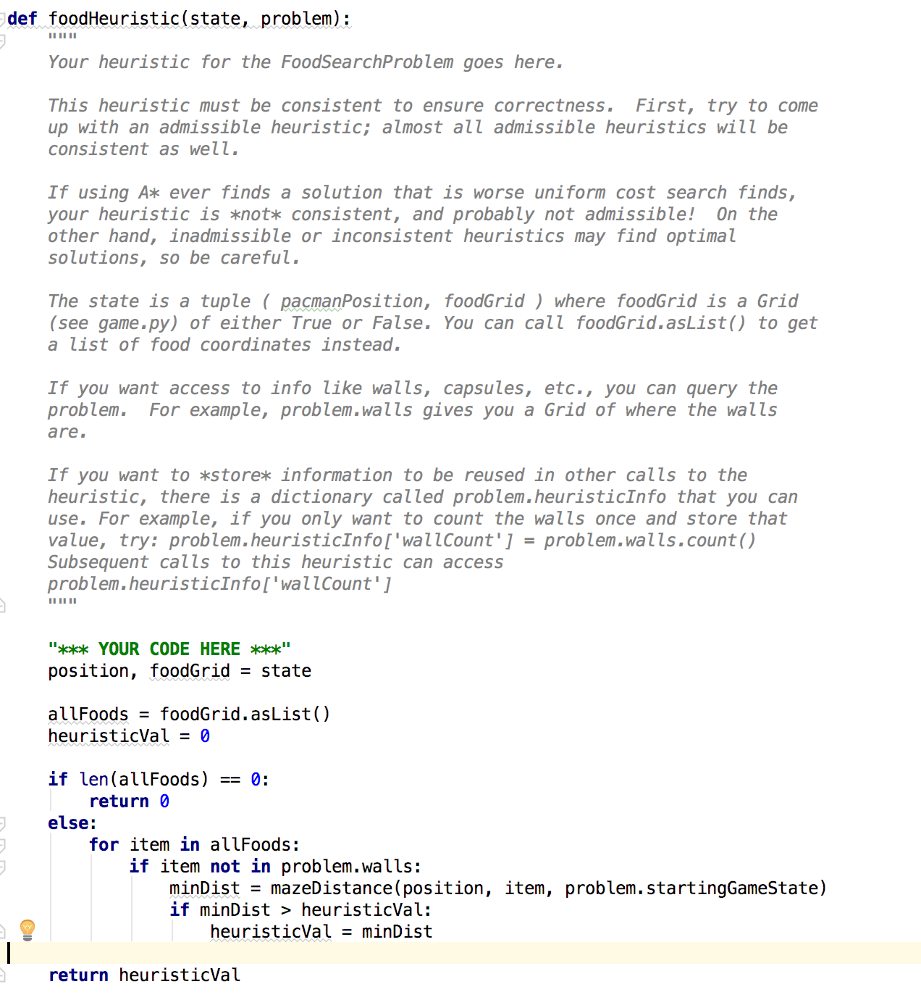 def foodHeuristic(state, problem):
"""
Your heuristic for the FoodSearchProblem goes here.
This heuristic must be consistent to ensure correctness.  First, try to come
up with an admissible heuristic; almost all admissible heuristics will be
consistent as well.
If using A* ever finds a solution that is worse uniform cost search finds,
your heuristic is *not* consistent, and probably not admissible!  On the
other hand, inadmissible or inconsistent heuristics may find optimal
solutions, so be careful.
The state is a tuple ( pacmanPosition, foodGrid ) where foodGrid is a Grid
(see game.py) of either True or False. You can call foodGrid.asList() to get
a list of food coordinates instead.
If you want access to info like walls, capsules, etc., you can query the
problem.  For example, problem.walls gives you a Grid of where the walls
are.
If you want to *store* information to be reused in other calls to the
heuristic, there is a dictionary called problem.heuristicInfo that you can
use. For example, if you only want to count the walls once and store that
value, try: problem.heuristicInfo['wallCount'] = problem.walls.count()
Subsequent calls to this heuristic can access
problem.heuristicInfo['wallCount']
"""
"*** YOUR CODE HERE ***"
position, foodGrid = state
allFoods = foodGrid.asList()
heuristicVal = 0
if len(allFoods) == 0:
return 0
else:
for item in allFoods:
if item not in problem.walls:
minDist = mazeDistance(position, item, problem.startingGameState)
if minDist > heuristicVal:
heuristicVal = minDist
return heuristicVal